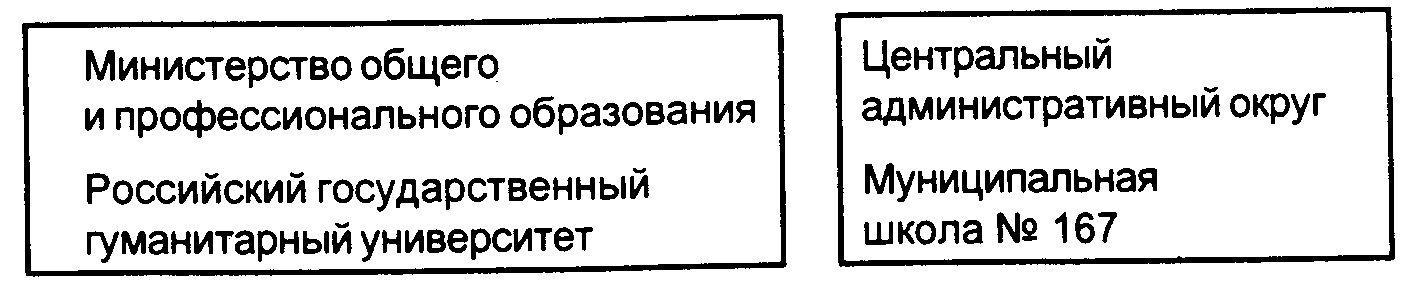 Министерство общего
и профессионального образования
Российский государственный
гуманитарный университет
Центральный
административный округ
Муниципальная
школа № 167